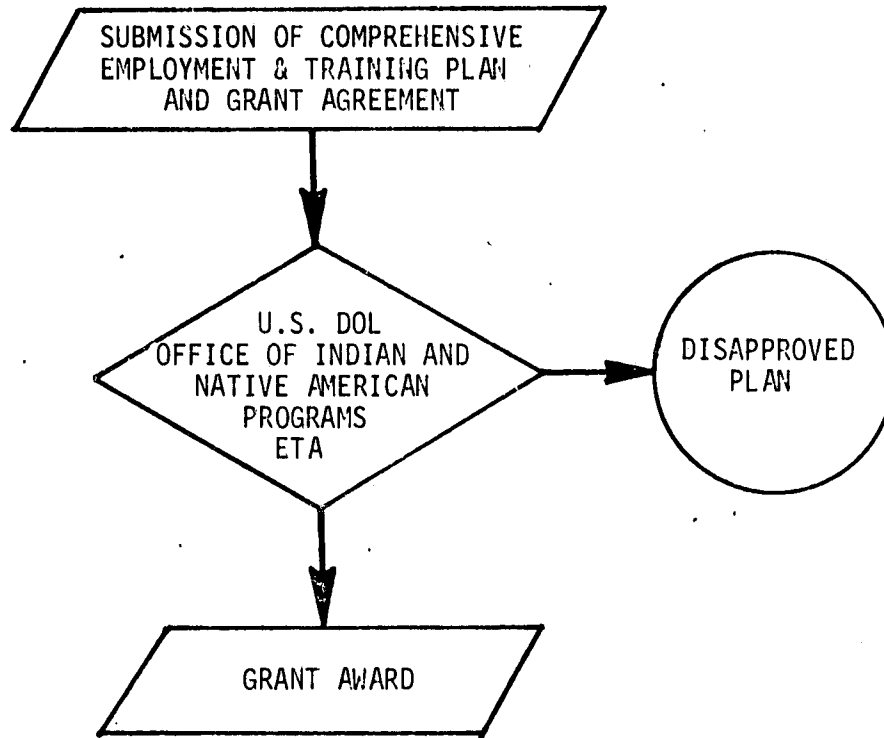 SUBMISSION OF COMPREHENSIVE
EMPLOYMENT & TRAINING PLAN
AND GRANT AGREEMENT
U.S. DOL
OFFICE OF INDIAN AND
NATIVE AMERICAN
PROGRAMS
ETA
DISAPPROVED
PLAN
GRANT AWARD